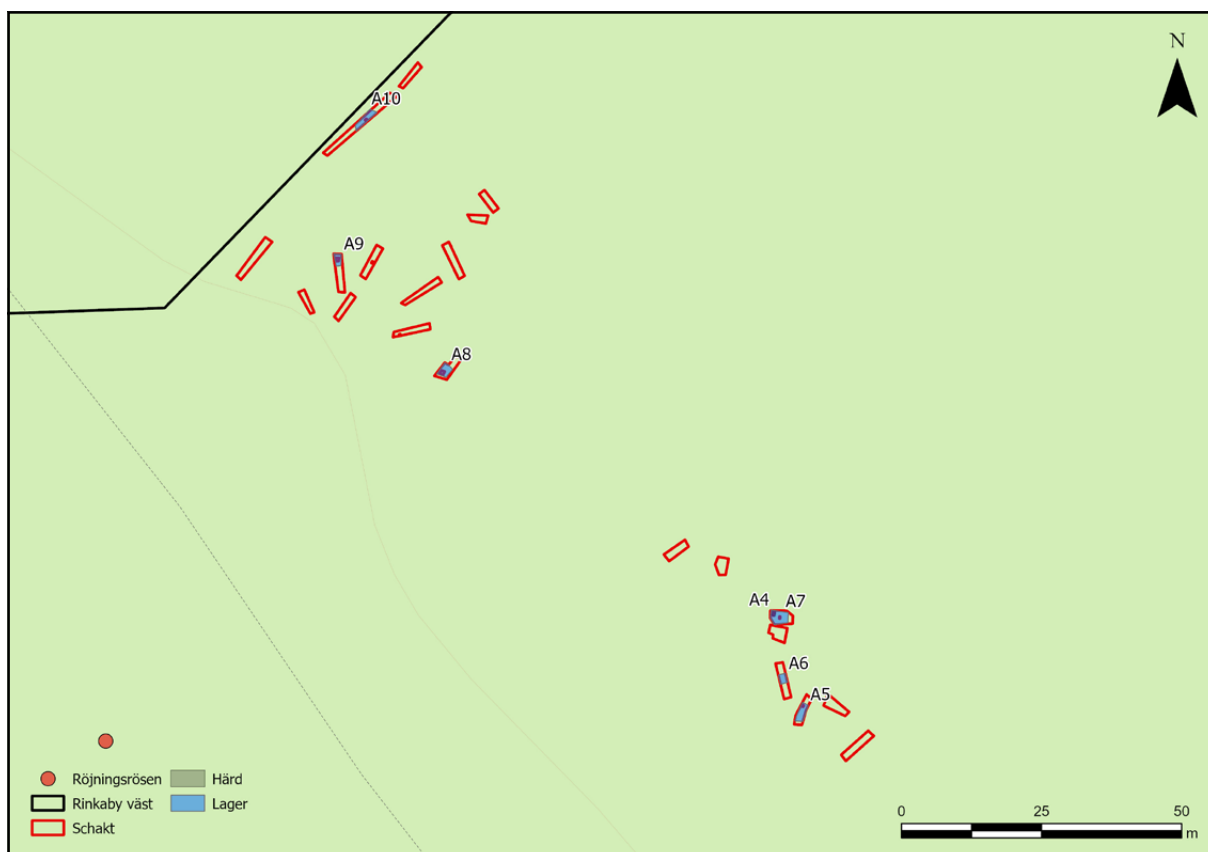 N
A10
A9
A8
A4 A7
A6
A5
Röjningsrösen Härd
Rinkaby väst Lager
Schakt
0 25 50
m